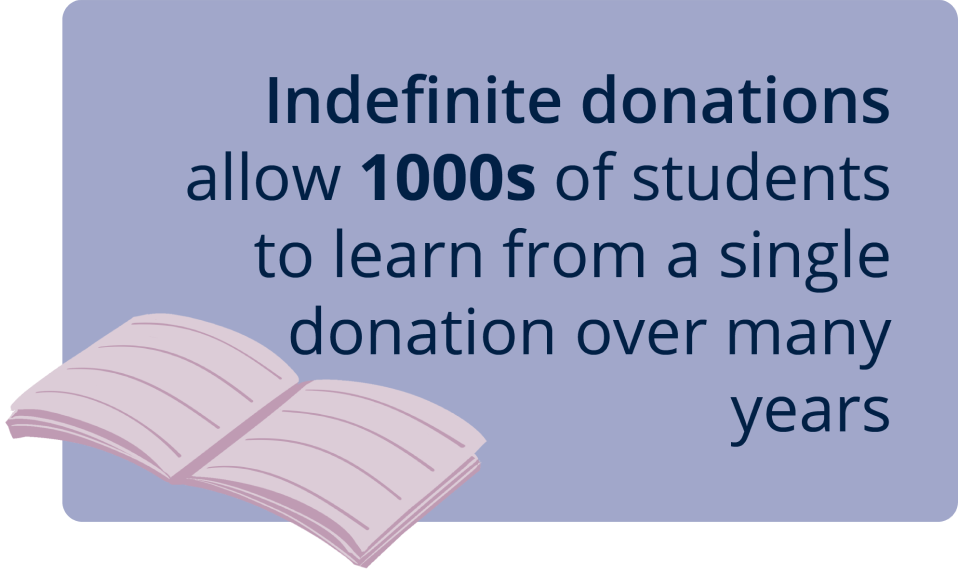 Indefinite donations
allow 1000s of students
to learn from a single
donation over many
years